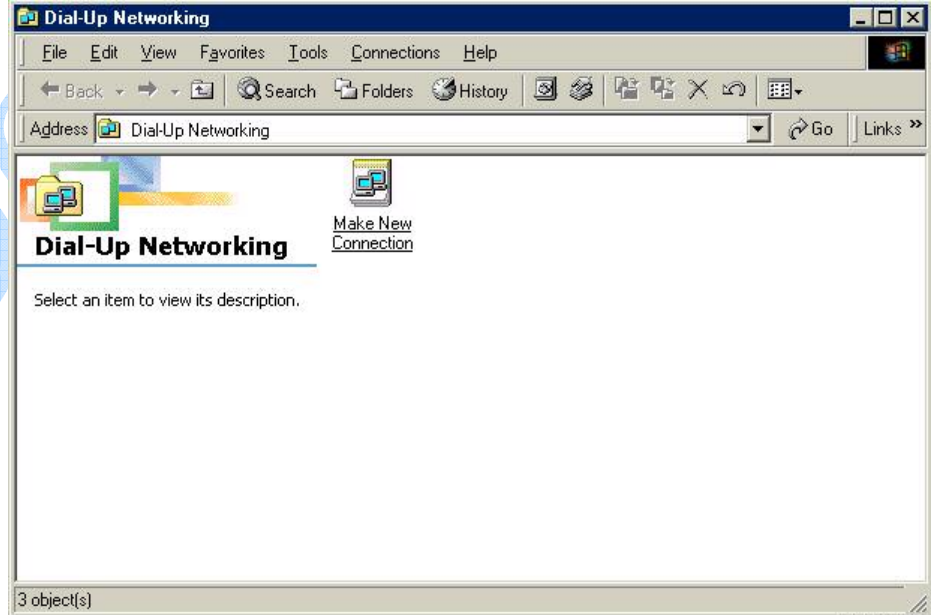 Dial-Up Networking
File Edit View Favorites Tools Connections Help
Back Search Folders History
Address Dial-Up Networking Go Links »
Make New
Connection
Dial-Up Networking
Select an item to view its description.
3 object(s)